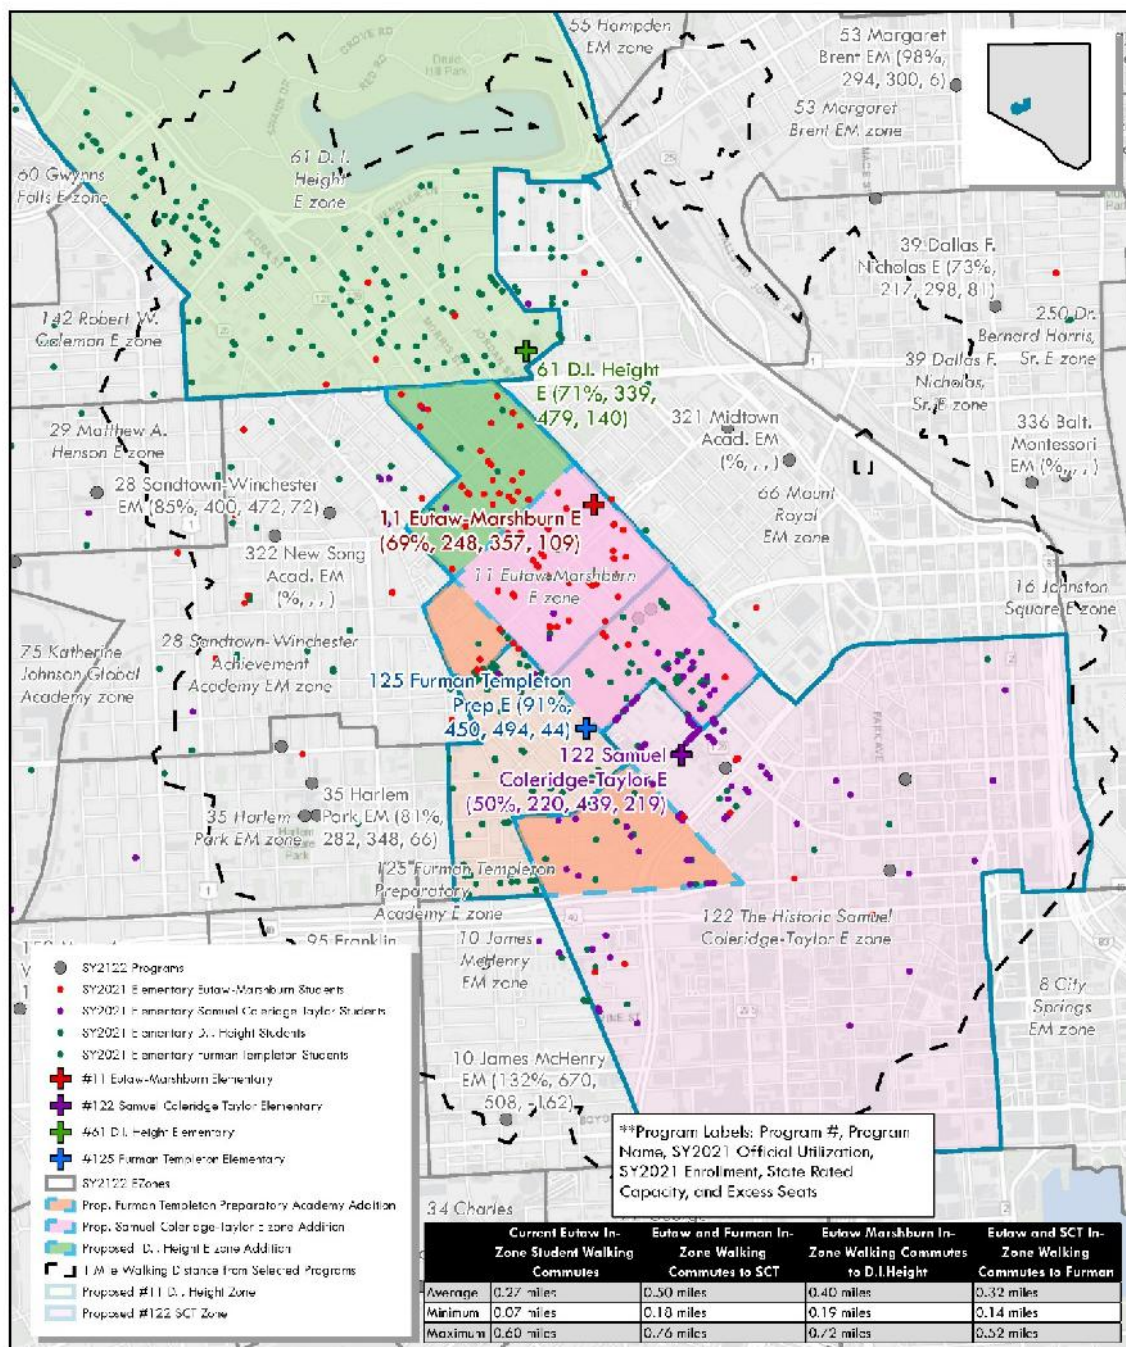 55 Hampden
EM zone
53 Margaret
Brent EM (98%,
294, 300, 6)
53 Margaret
Brent EM zone
GROVE RD
RED RD
Druid
Hill Park
61 D. I.
Height
E zone
60 Gwynns
Falls E zone
39 Dallas F.
Nicholas E (73%,
217, 298, 81)
250 Dr.
Bernard Harris,
Sr. E zone
142 Robert W.
Coleman E zone
39 Dallas F.
Nicholas,
Sr. E zone
61 D.I. Height
E (71%, 339,
479, 140)
321 Midtown
Acad. EM
(%, , , )
336 Balt.
Montessori
EM (%, , , )
29 Matthew A.
Henson E zone
28 Sandtown-Winchester
EM (85%, 400, 472, 72)
66 Mount
Royal
EM zone
11 Eutaw-Marshburn E
(69%, 248, 357, 109)
322 New Song
Acad. EM
(%, , , )
11 Eutaw-Marshburn
E zone
16 Johnston
Square E zone
75 Katherine
Johnson Global
Academy zone
28 Sandtown-Winchester
Achievement
Academy EM zone
125 Furman Templeton
Prep E (91%,
450, 494, 44)
PARK AVE
122 Samuel
Coleridge-Taylor E
(50%, 220, 439, 219)
35 Harlem
Park EM (81%,
282, 348, 66)
35 Harlem
Park EM zone
125 Furman Templeton
Preparatory
Academy E zone
122 The Historic Samuel
Coleridge-Taylor E zone
95 Franklin
10 James
McHenry
EM zone
8 City
Springs
EM zone
10 James McHenry
EM (132%, 670,
508, -162)
34 Charles
SY2122 Programs
SY2021 Elementary Eutaw-Marshburn Students
SY2021 Elementary Samuel Coleridge Taylor Students
SY2021 Elementary D.I. Height Students
SY2021 Elementary Furman Templeton Students
#11 Eutaw-Marshburn Elementary
#122 Samuel Coleridge Taylor Elementary
#61 D.I. Height Elementary
#125 Furman Templeton Elementary
SY2122 EZones
Prop. Furman Templeton Preparatory Academy Addition
Prop. Samuel Coleridge-Taylor E zone Addition
Proposed D.I. Height E zone Addition
1 Mile Walking Distance from Selected Programs
Proposed #11 D.I. Height Zone
Proposed #122 SCT Zone
**Program Labels: Program #, Program
Name, SY2021 Official Utilization,
SY2021 Enrollment, State Rated
Capacity, and Excess Seats
Current Eutaw In-Zone Student Walking Commutes Eutaw and Furman In-Zone Walking Commutes to SCT Eutaw Marshburn In-Zone Walking Commutes to D.I.Height Eutaw and SCT In-Zone Walking Commutes to Furman
Average 0.27 miles 0.50 miles 0.40 miles 0.32 miles
Minimum 0.07 miles 0.18 miles 0.19 miles 0.14 miles
Maximum 0.60 miles 0.76 miles 0.72 miles 0.52 miles